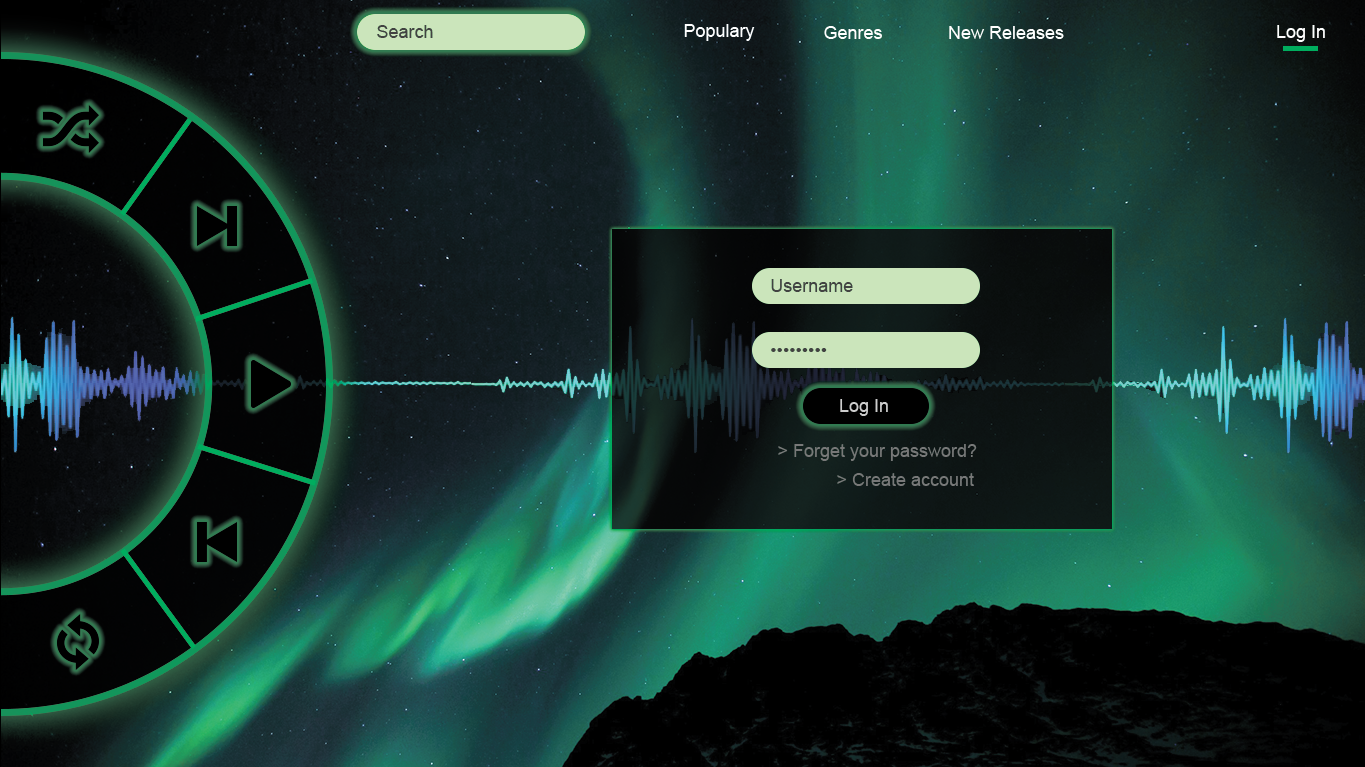 Search
Populary
Genres
New Releases
Log In
Username
•••••••••
Log In
> Forget your password?
> Create account